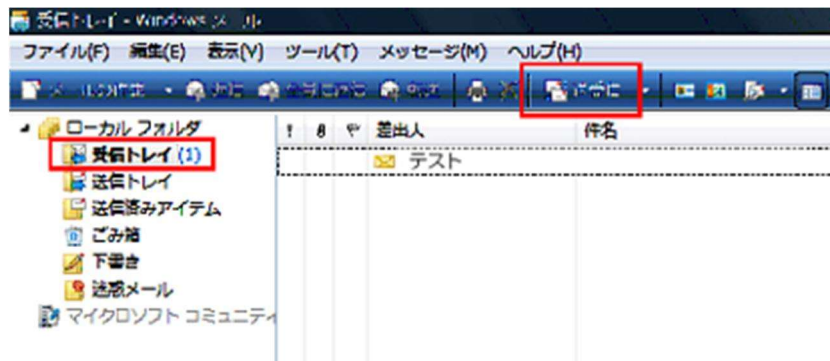 受信トレイ - Windows メール
ファイル(F) 編集(E) 表示(V) ツール(T) メッセージ(M) ヘルプ(H)
送受信
ローカル フォルダ
! 差出人 件名
受信トレイ (1)
テスト
送信トレイ
送信済みアイテム
ごみ箱
下書き
迷惑メール
マイクロソフト コミュニティ